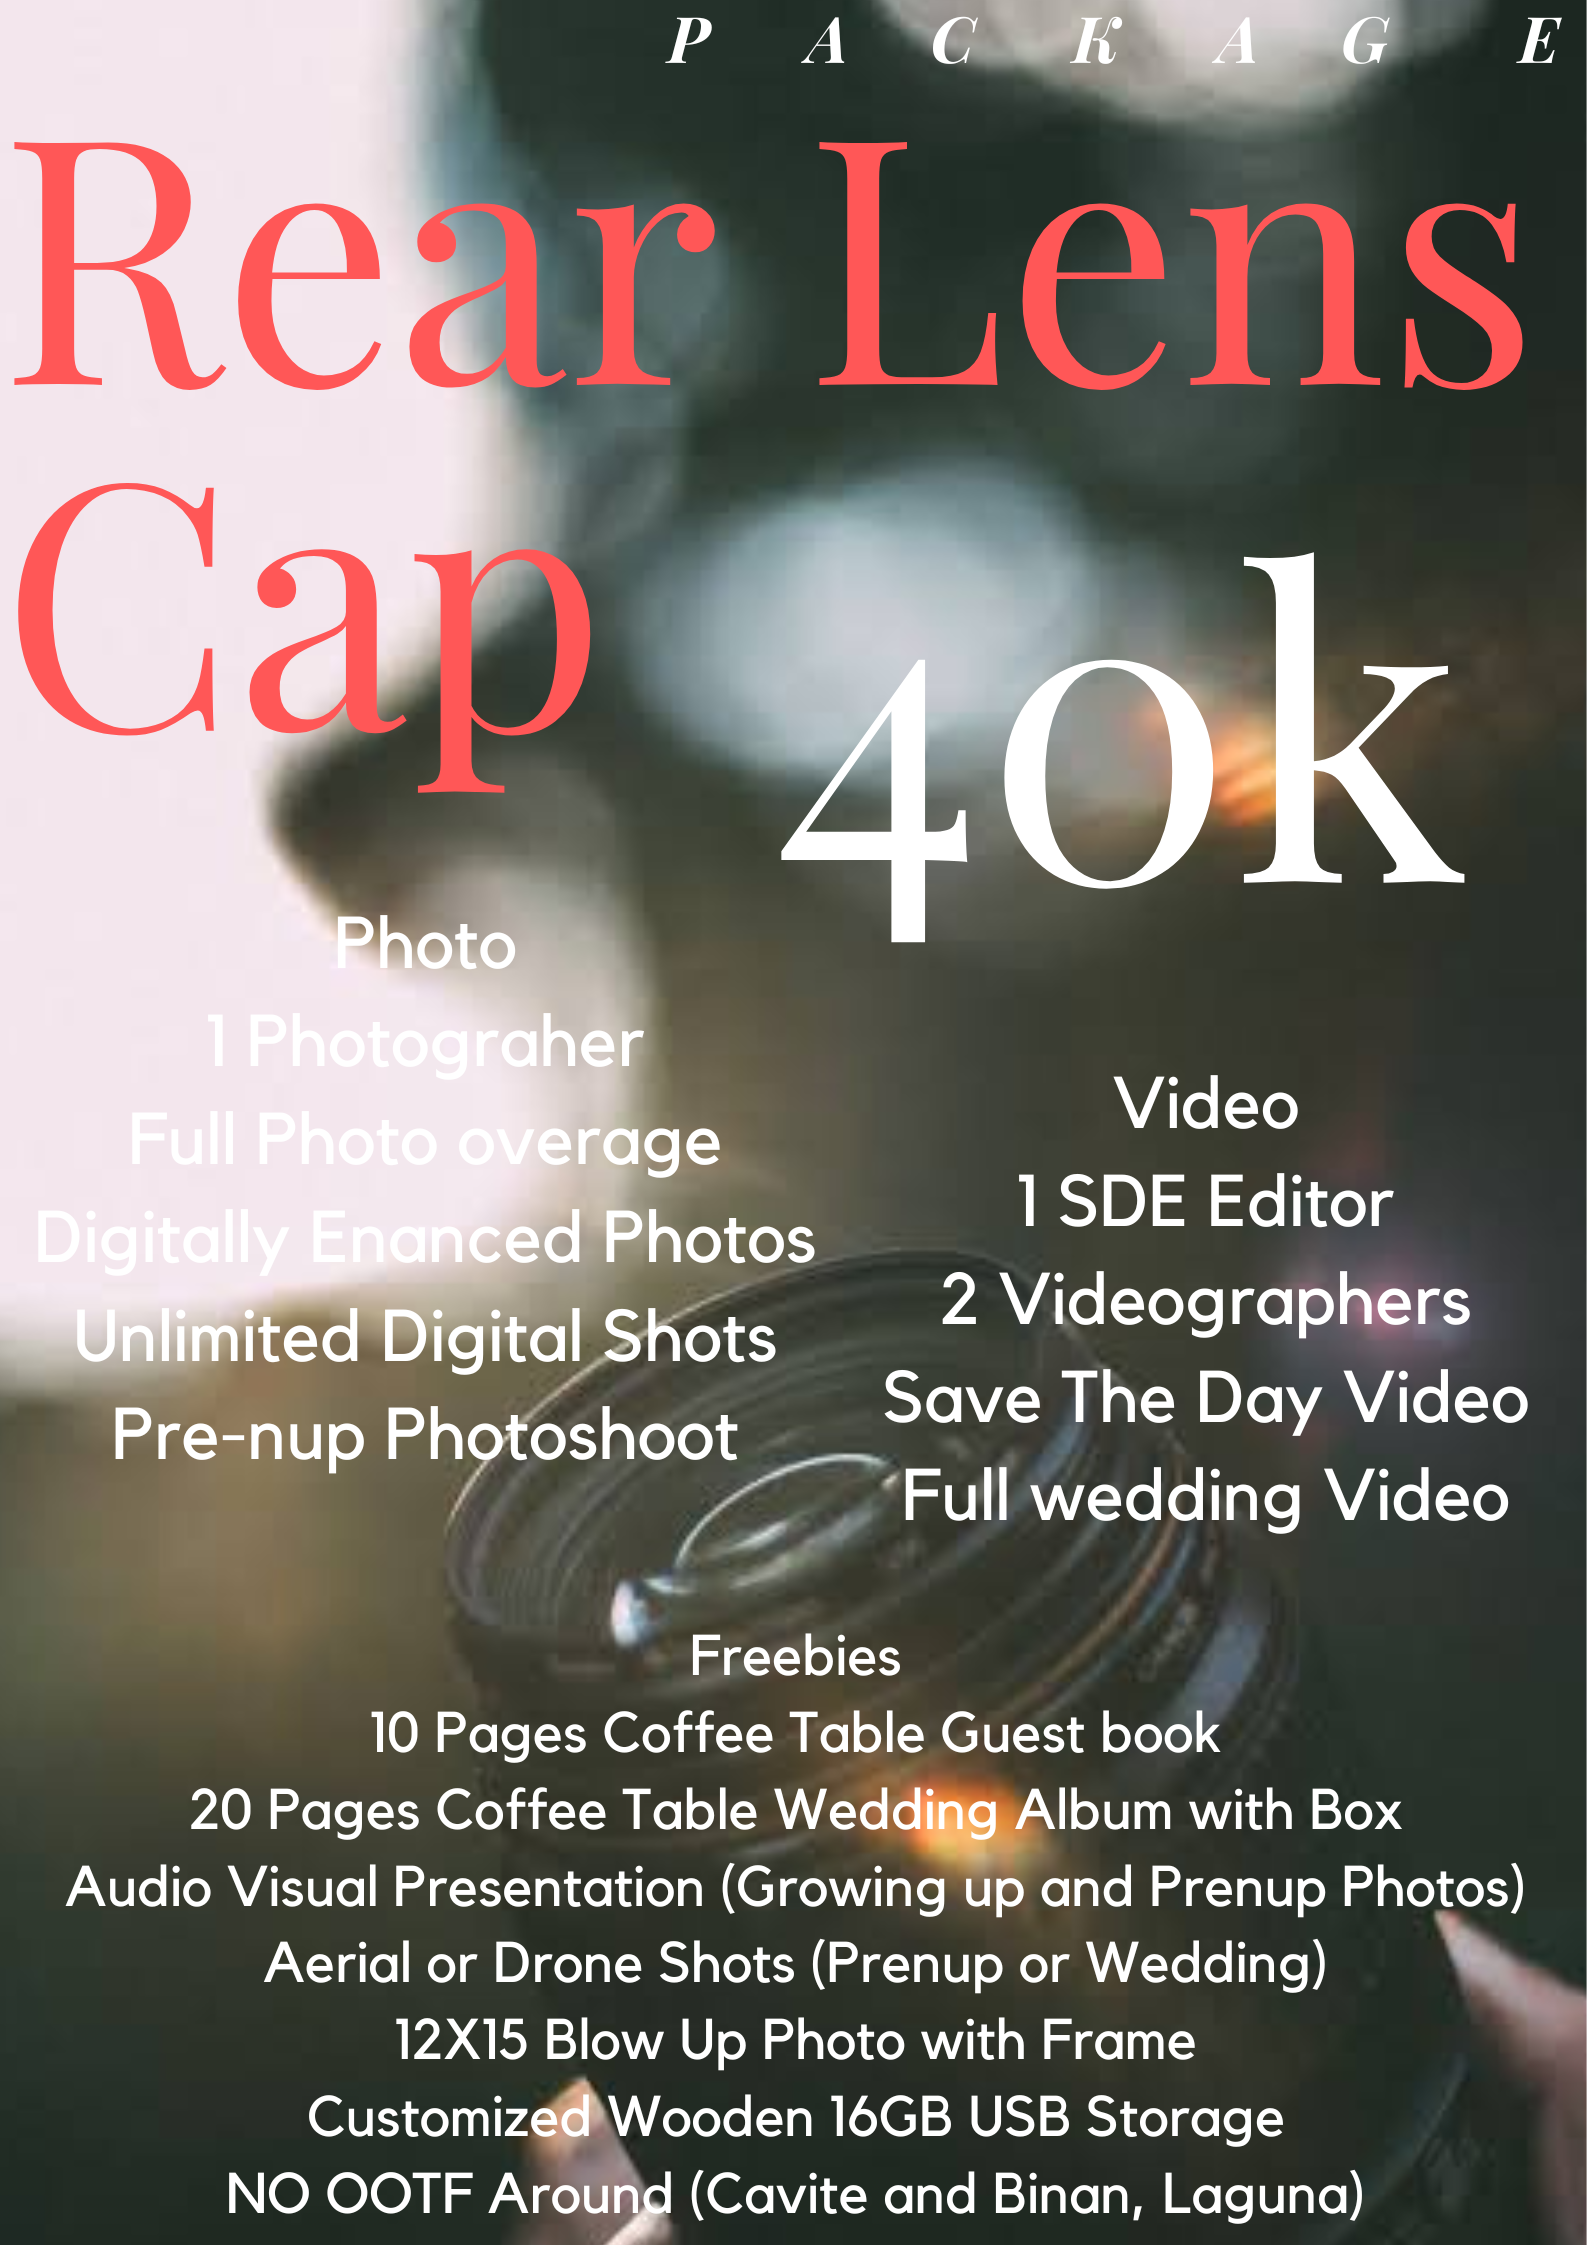 PACKAGE
Rear Lens
Cap
40k
Photo
1 Photograher
Full Photo overage
Digitally Enanced Photos
Unlimited Digital Shots
Pre-nup Photoshoot
Video
1 SDE Editor
2 Videographers
Save The Day Video
Full wedding Video
Freebies
10 Pages Coffee Table Guest book
20 Pages Coffee Table Wedding Album with Box
Audio Visual Presentation (Growing up and Prenup Photos)
Aerial or Drone Shots (Prenup or Wedding)
12X15 Blow Up Photo with Frame
Customized Wooden 16GB USB Storage
NO OOTF Around (Cavite and Binan, Laguna)